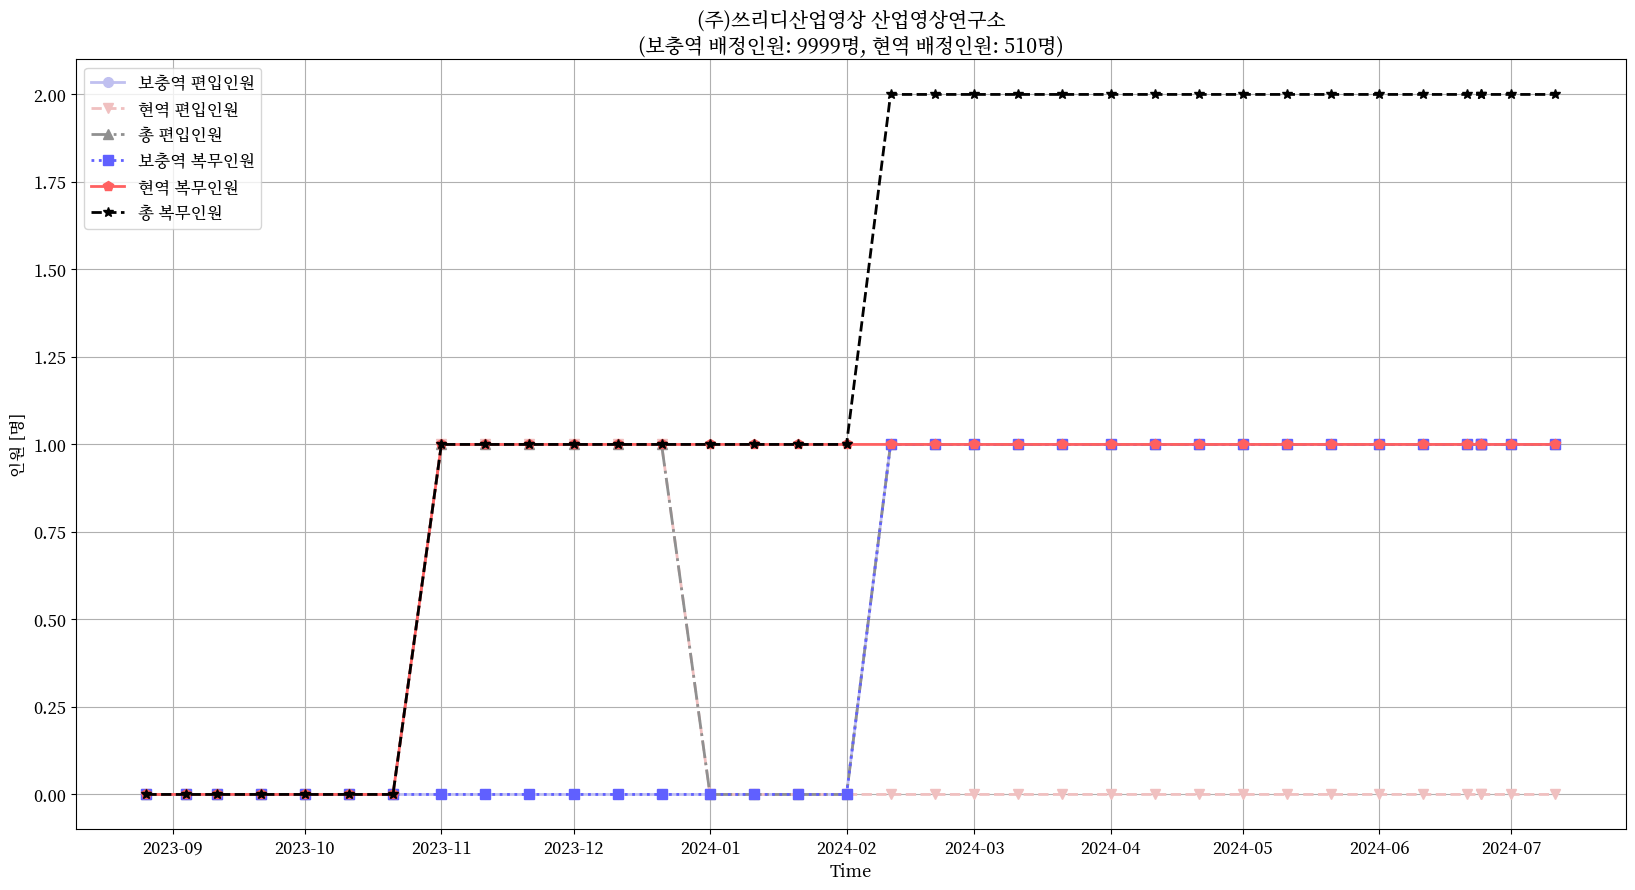 (주)쓰리디산업영상 산업영상연구소
(보충역 배정인원: 9999명, 현역 배정인원: 510명)
보충역 편입인원
현역 편입인원
총 편입인원
보충역 복무인원
현역 복무인원
총 복무인원
2.00
1.75
1.50
1.25
1.00
0.75
0.50
0.25
0.00
인원 [명]
2023-09 2023-10 2023-11 2023-12 2024-01 2024-02 2024-03 2024-04 2024-05 2024-06 2024-07
Time